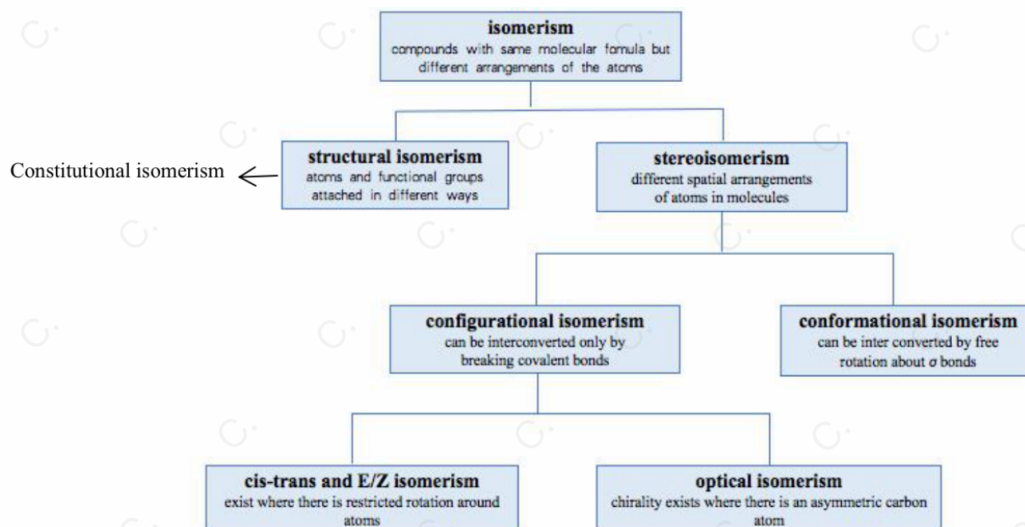 isomerism
compounds with same molecular fomula but
different arrangements of the atoms
structural isomerism
atoms and functional groups
attached in different ways
Constitutional isomerism
stereoisomerism
different spatial arrangements
of atoms in molecules
configurational isomerism
can be interconverted only by
breaking covalent bonds
conformational isomerism
can be inter converted by free
rotation about σ bonds
cis-trans and E/Z isomerism
exist where there is restricted rotation around
atoms
optical isomerism
chirality exists where there is an asymmetric carbon
atom